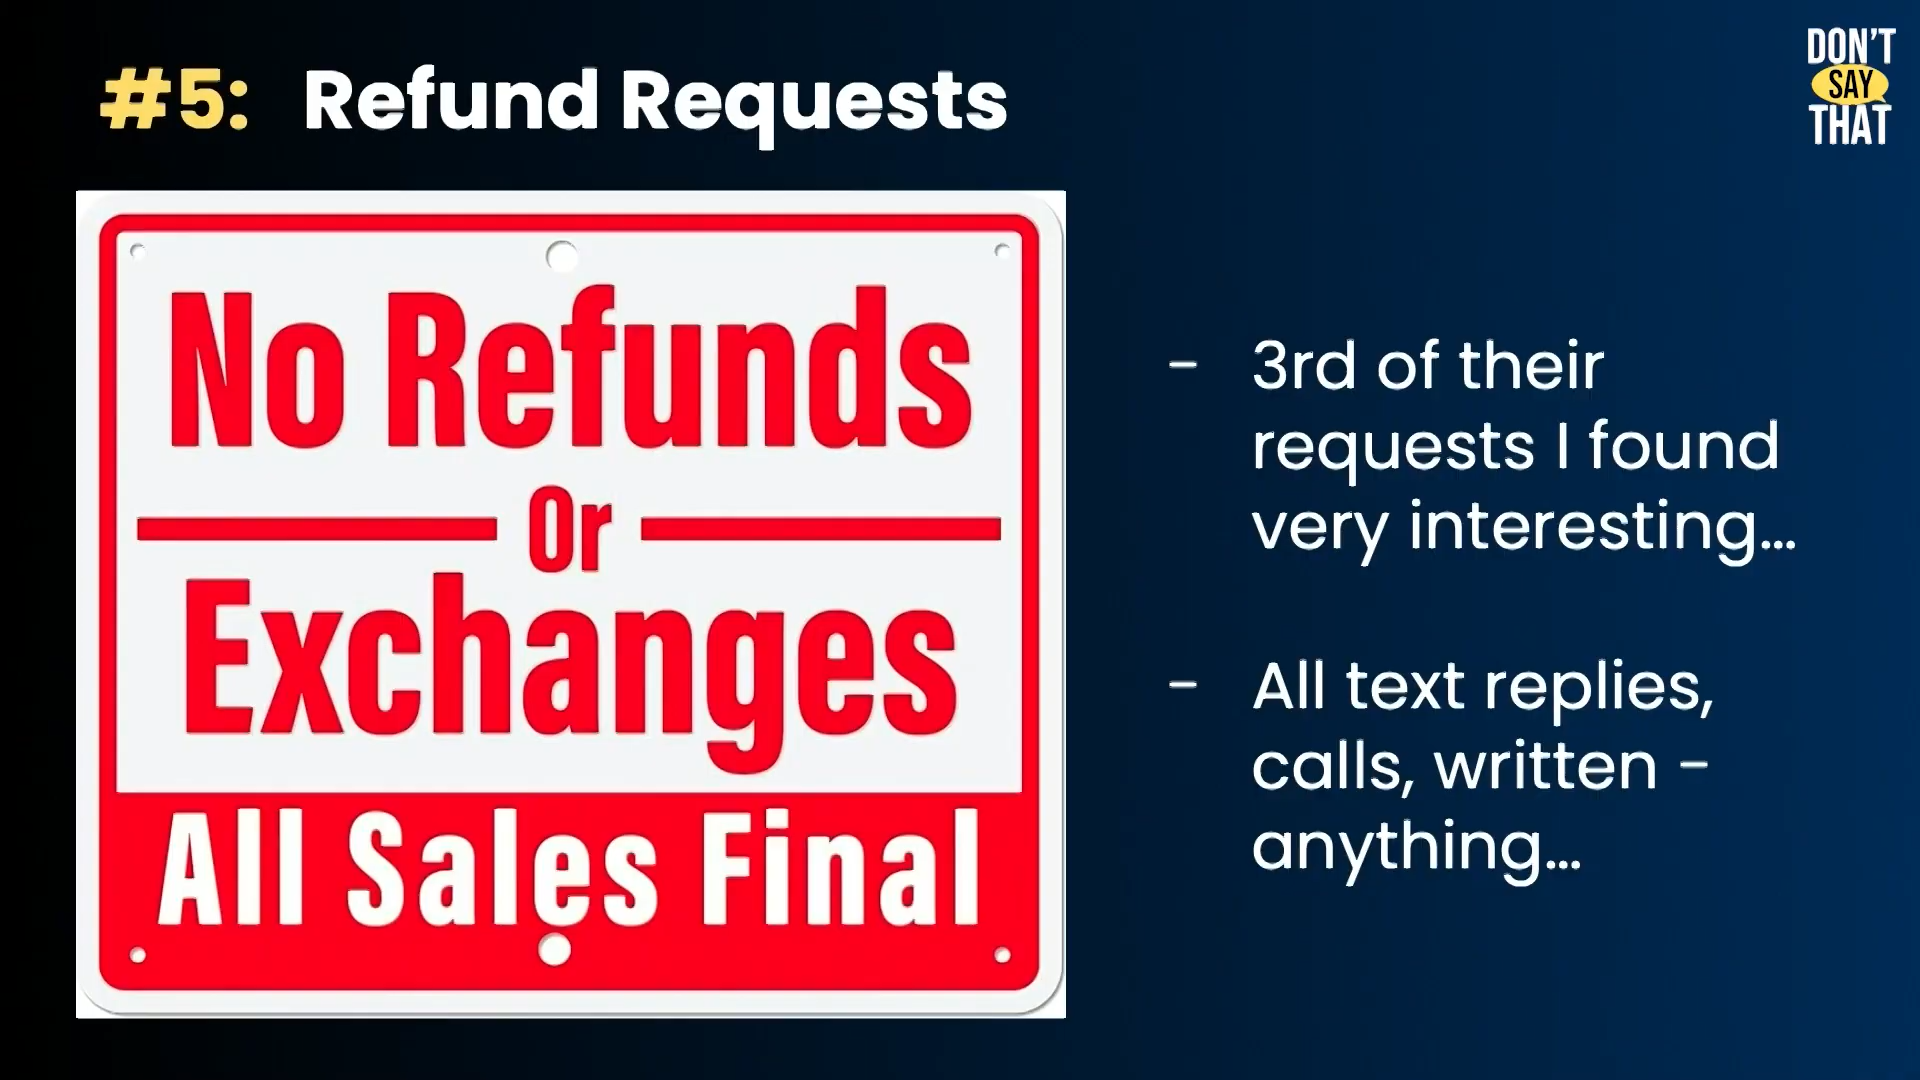 #5: Refund Requests
DON'T
SAY
THAT
No Refunds
Or
Exchanges
All Sales Final
- 3rd of their
requests I found
very interesting...
- All text replies,
calls, written -
anything...